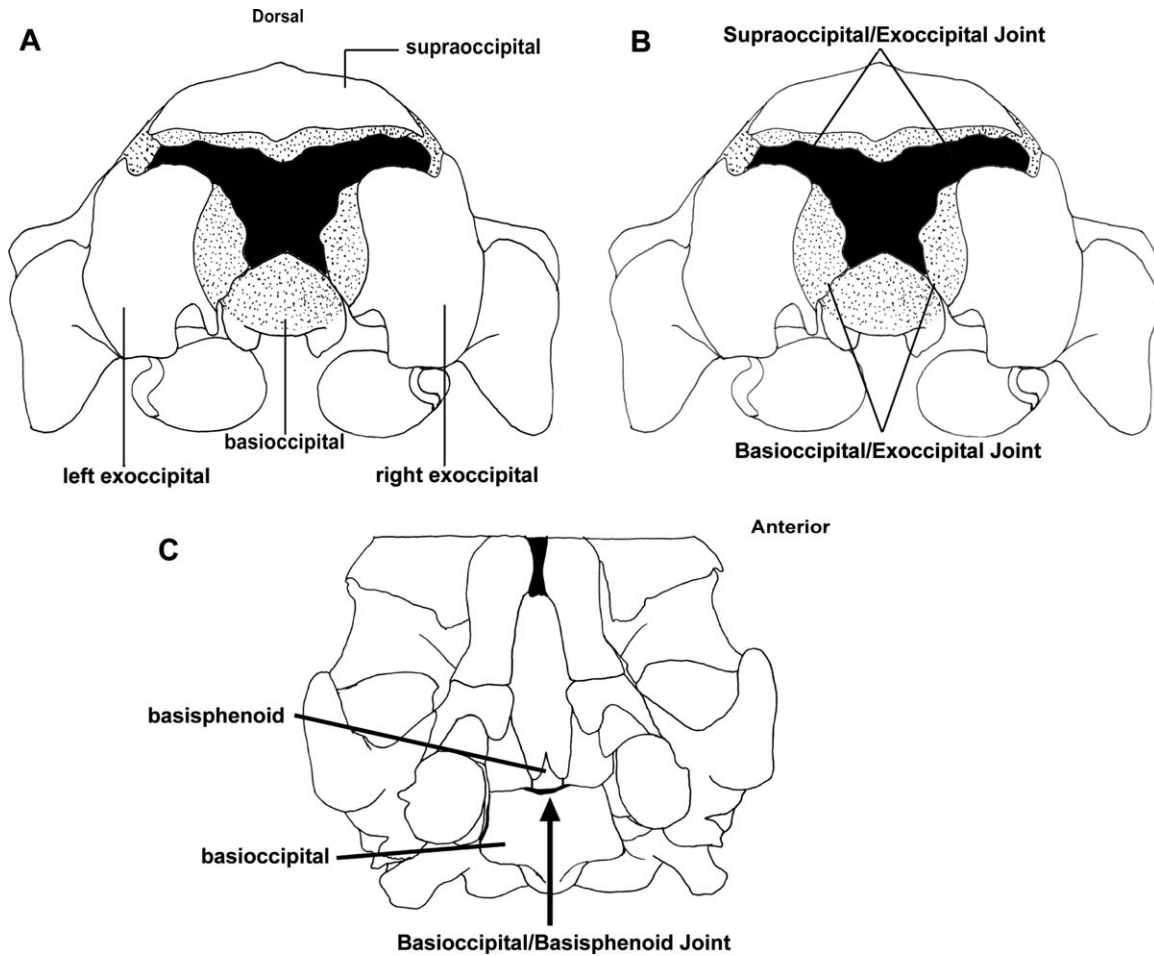 Dorsal
A
supraoccipital
basioccipital
left exoccipital
right exoccipital
B
Supraoccipital/Exoccipital Joint
Basioccipital/Exoccipital Joint
C
Anterior
basisphenoid
basioccipital
Basioccipital/Basisphenoid Joint